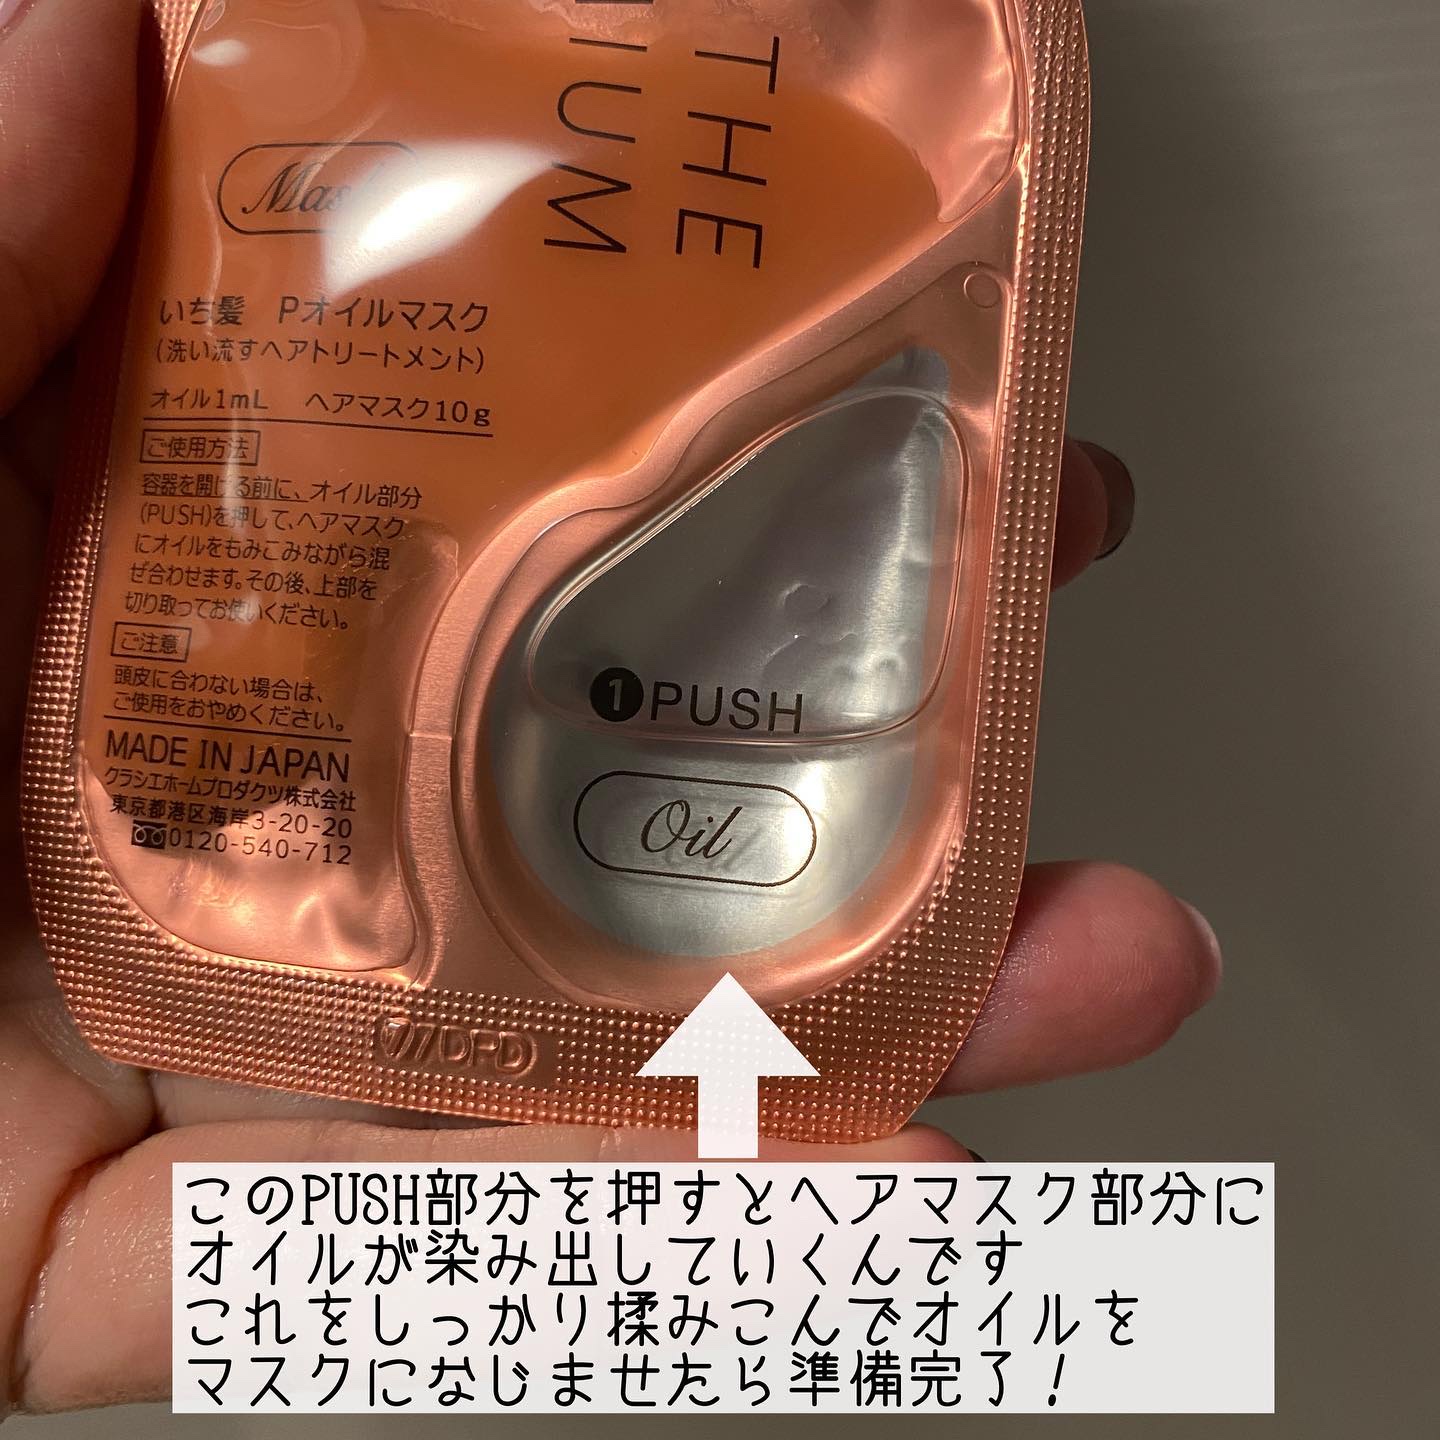 THE
IUM
いち髪 Pオイルマスク
(洗い流すヘアトリートメント)
オイル1mL ヘアマスク10g
ご使用方法
容器を開ける前に、オイル部分
(PUSH)を押して、ヘアマスク
にオイルをもみこみながら混
ぜ合わせます。その後、上部を
切り取ってお使いください。
ご注意
頭皮に合わない場合は、
ご使用をおやめください。
MADE IN JAPAN
クラシエホームプロダクツ株式会社
東京都港区海岸3-20-20
0120-540-712
1 PUSH
Oil
このPUSH部分を押すとヘアマスク部分に
オイルが染み出していくんです
これをしっかり揉みこんでオイルを
マスクになじませたら準備完了！